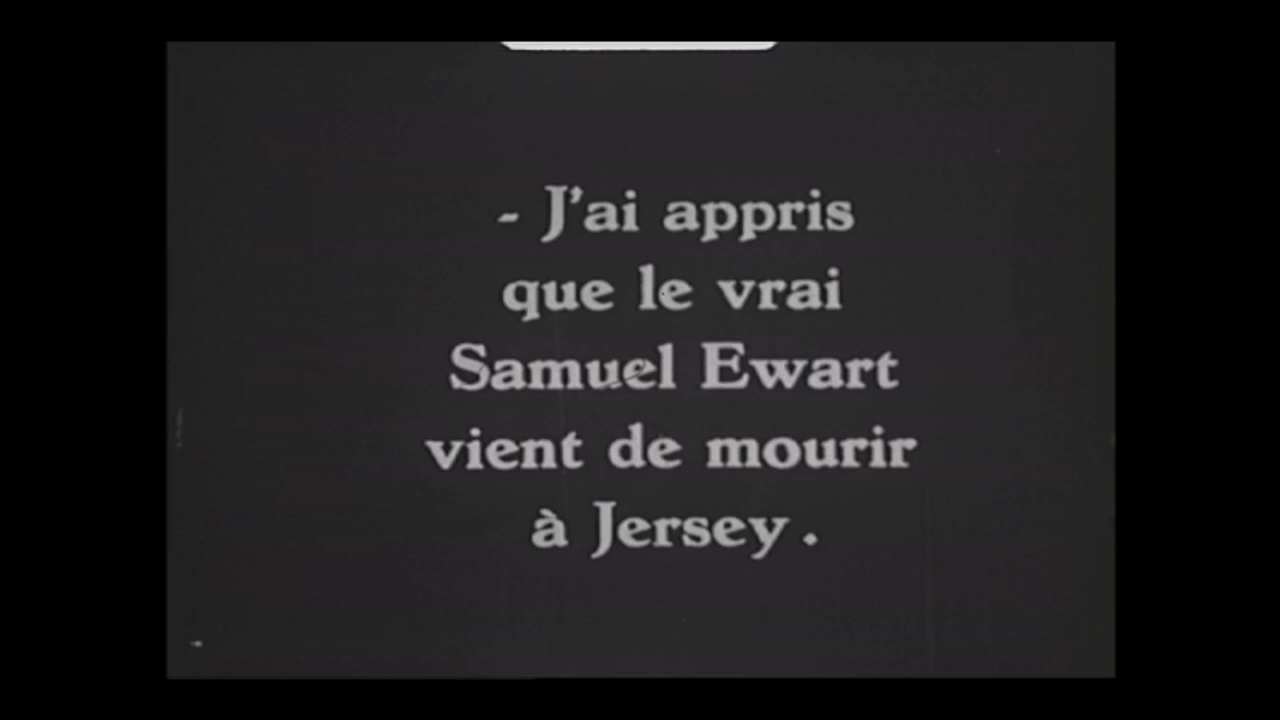 - J'ai appris
que le vrai
Samuel Ewart
vient de mourir
à Jersey.